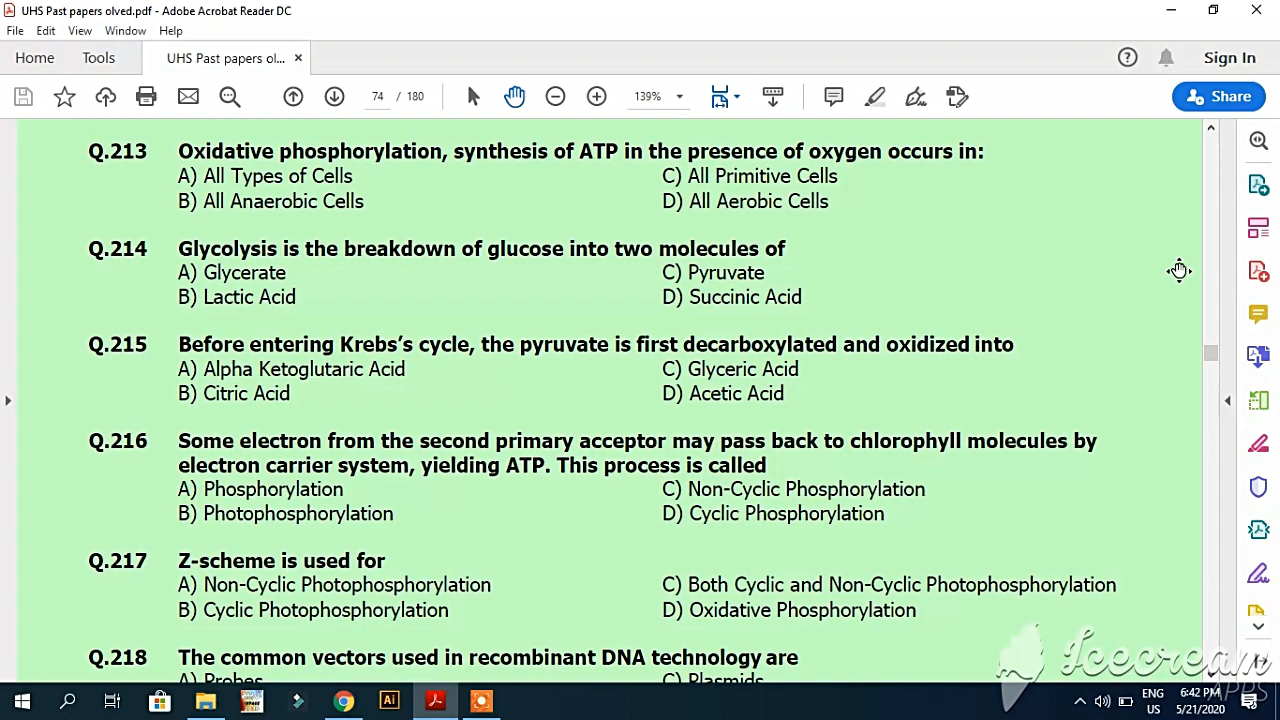 UHS Past papers olved.pdf - Adobe Acrobat Reader DC
File Edit View Window Help
Home Tools UHS Past papers ol... Sign In
74 / 180 139% Share
Q.213 Oxidative phosphorylation, synthesis of ATP in the presence of oxygen occurs in:
A) All Types of Cells C) All Primitive Cells
B) All Anaerobic Cells D) All Aerobic Cells
Q.214 Glycolysis is the breakdown of glucose into two molecules of
A) Glycerate C) Pyruvate
B) Lactic Acid D) Succinic Acid
Q.215 Before entering Krebs’s cycle, the pyruvate is first decarboxylated and oxidized into
A) Alpha Ketoglutaric Acid C) Glyceric Acid
B) Citric Acid D) Acetic Acid
Q.216 Some electron from the second primary acceptor may pass back to chlorophyll molecules by
electron carrier system, yielding ATP. This process is called
A) Phosphorylation C) Non-Cyclic Phosphorylation
B) Photophosphorylation D) Cyclic Phosphorylation
Q.217 Z-scheme is used for
A) Non-Cyclic Photophosphorylation C) Both Cyclic and Non-Cyclic Photophosphorylation
B) Cyclic Photophosphorylation D) Oxidative Phosphorylation
Q.218 The common vectors used in recombinant DNA technology are
A) Probes C) Plasmids
Icecream
APPS
Ai ENG 6:42 PM
US 5/21/2020